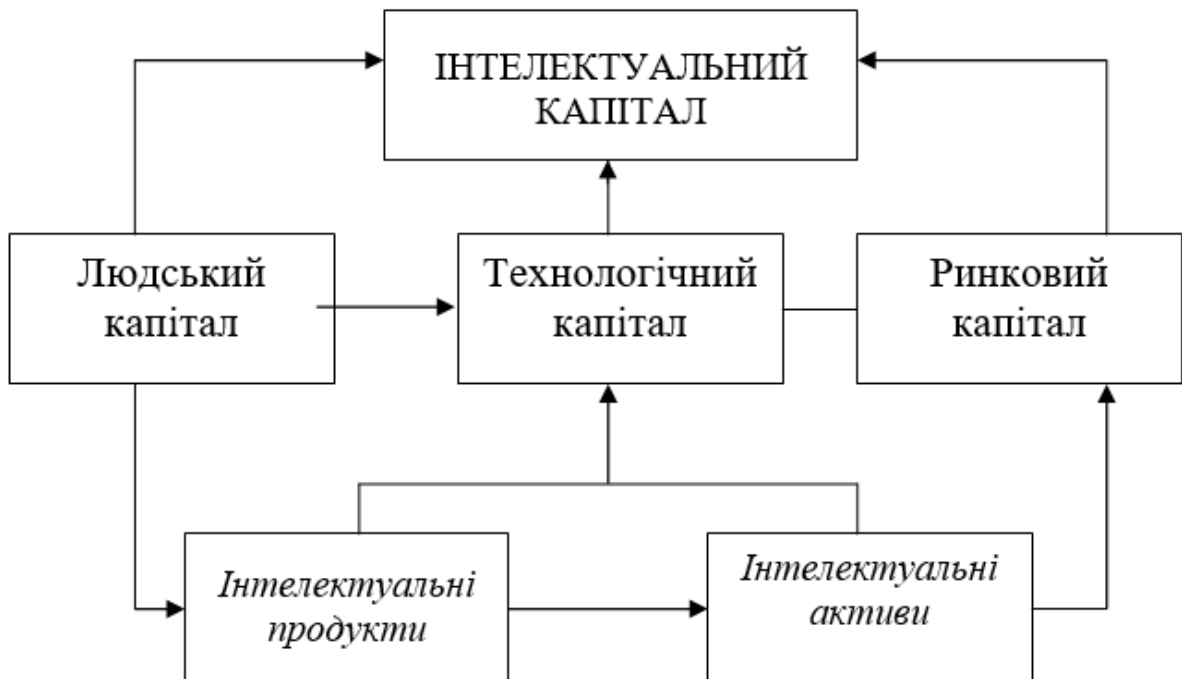 ІНТЕЛЕКТУАЛЬНИЙ
КАПІТАЛ
Людський
капітал
Технологічний
капітал
Ринковий
капітал
Інтелектуальні
продукти
Інтелектуальні
активи